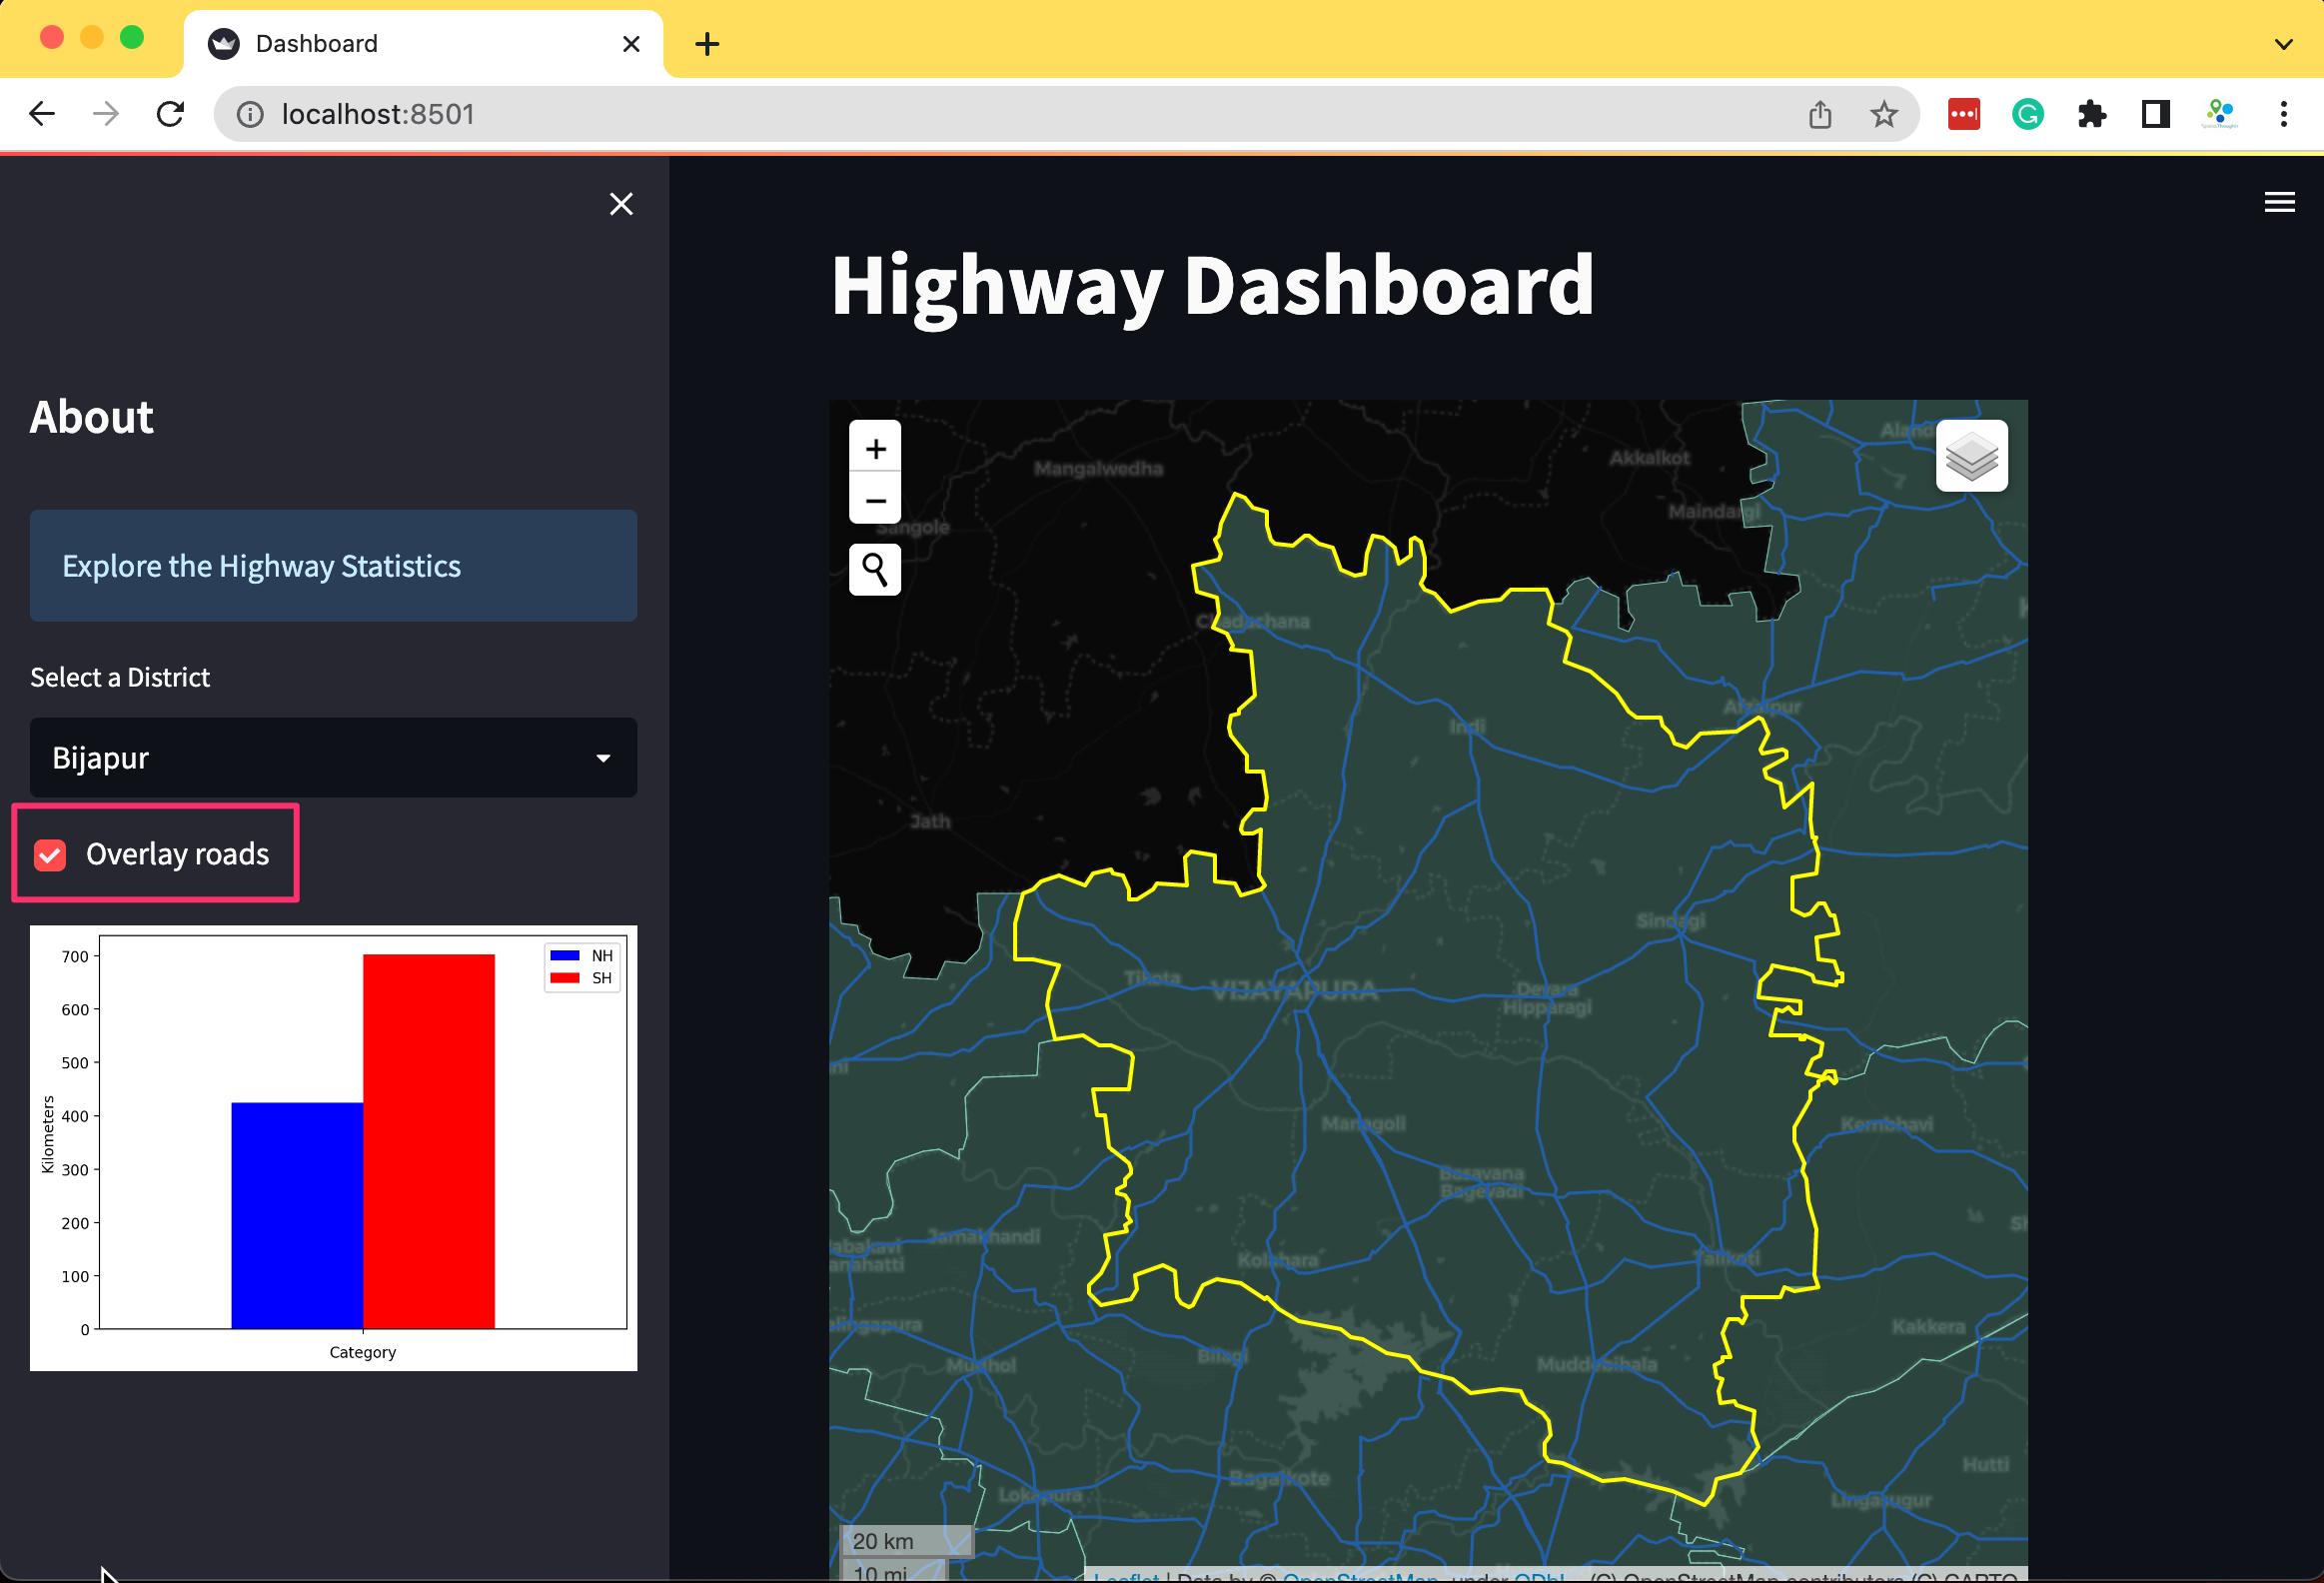 Dashboard
localhost:8501
Highway Dashboard
About
Explore the Highway Statistics
Select a District
Bijapur
Overlay roads
700
600
500
400
300
200
100
0
Kilometers
Category
NH
SH
+
−
Mangalwedha
Akkalkot
Aland
Sangole
Maindargi
Chadachana
Afzalpur
Indi
Jath
Sindagi
Tikota
VIJAYAPURA
Devara
Hipparagi
Managoli
Kembhavi
Basavana
Bagevadi
Jamakhandi
Kolahara
Talikoti
Kakkera
Bilagi
Mudhol
Muddebihala
Bagalkote
Hutti
Lokapura
Lingasugur
20 km
10 mi
Leaflet | Data by © OpenStreetMap, under ODbL., (C) OpenStreetMap contributors (C) CARTO